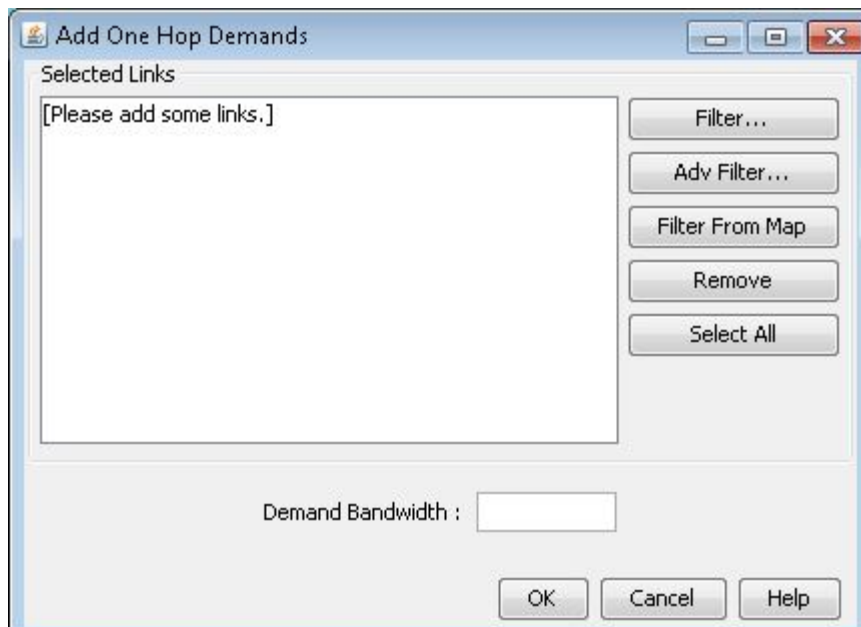 Add One Hop Demands
Selected Links
[Please add some links.]
Filter...
Adv Filter...
Filter From Map
Remove
Select All
Demand Bandwidth :
OK
Cancel
Help